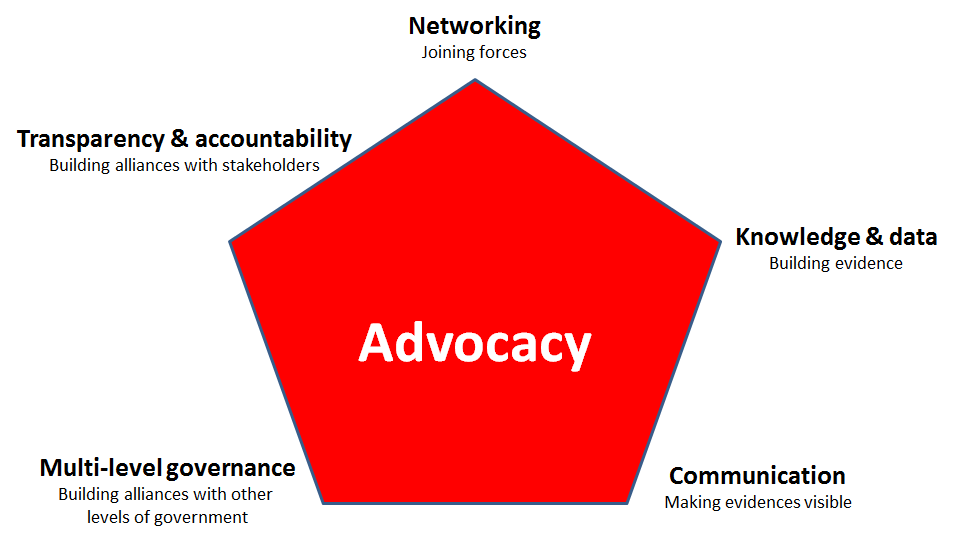 Networking
Joining forces
Transparency & accountability
Building alliances with stakeholders
Knowledge & data
Building evidence
Advocacy
Multi-level governance
Building alliances with other
levels of government
Communication
Making evidences visible